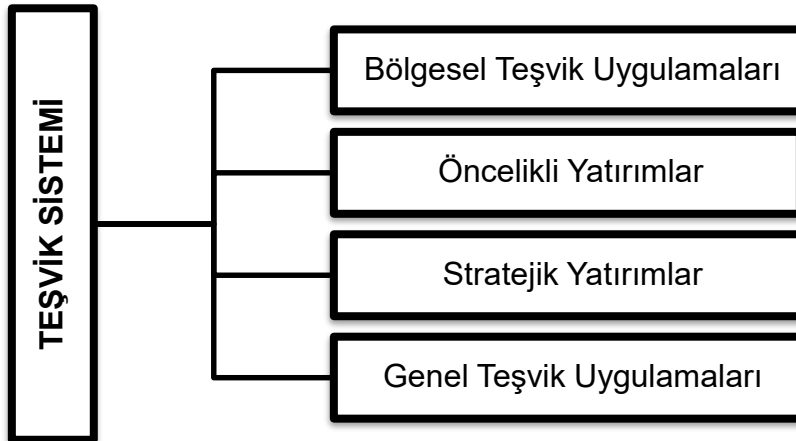 TEŞVİK SİSTEMİ
Bölgesel Teşvik Uygulamaları
Öncelikli Yatırımlar
Stratejik Yatırımlar
Genel Teşvik Uygulamaları